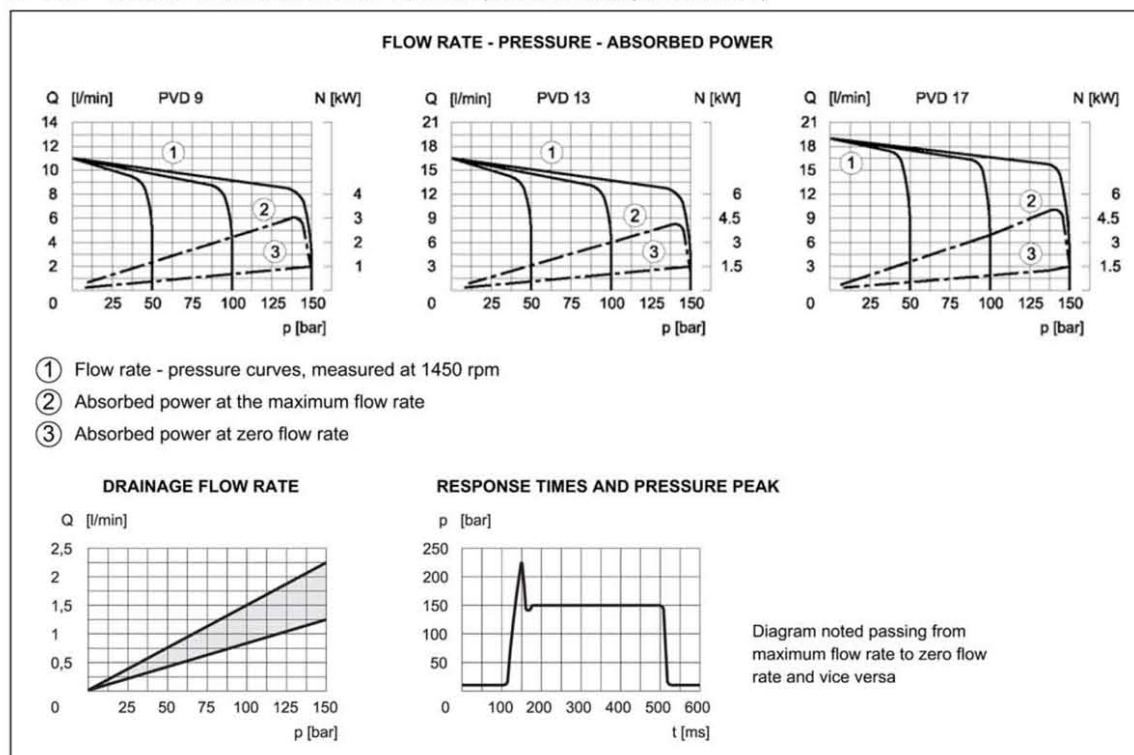 FLOW RATE - PRESSURE - ABSORBED POWER
Q [l/min] PVD 9 N [kW]
14
12
10
8
6
4
2
0
4
3
2
1
25 50 75 100 125 150
p [bar]
1
2
3
Q [l/min] PVD 13 N [kW]
21
18
15
12
9
6
3
0
6
4.5
3
1.5
25 50 75 100 125 150
p [bar]
1
2
3
Q [l/min] PVD 17 N [kW]
21
18
15
12
9
6
3
0
6
4.5
3
1.5
25 50 75 100 125 150
p [bar]
1
2
3
1 Flow rate - pressure curves, measured at 1450 rpm
2 Absorbed power at the maximum flow rate
3 Absorbed power at zero flow rate
DRAINAGE FLOW RATE
Q [l/min]
2,5
2
1,5
1
0,5
0
25 50 75 100 125 150
p [bar]
RESPONSE TIMES AND PRESSURE PEAK
p [bar]
250
200
150
100
50
0
100 200 300 400 500 600
t [ms]
Diagram noted passing from
maximum flow rate to zero flow
rate and vice versa